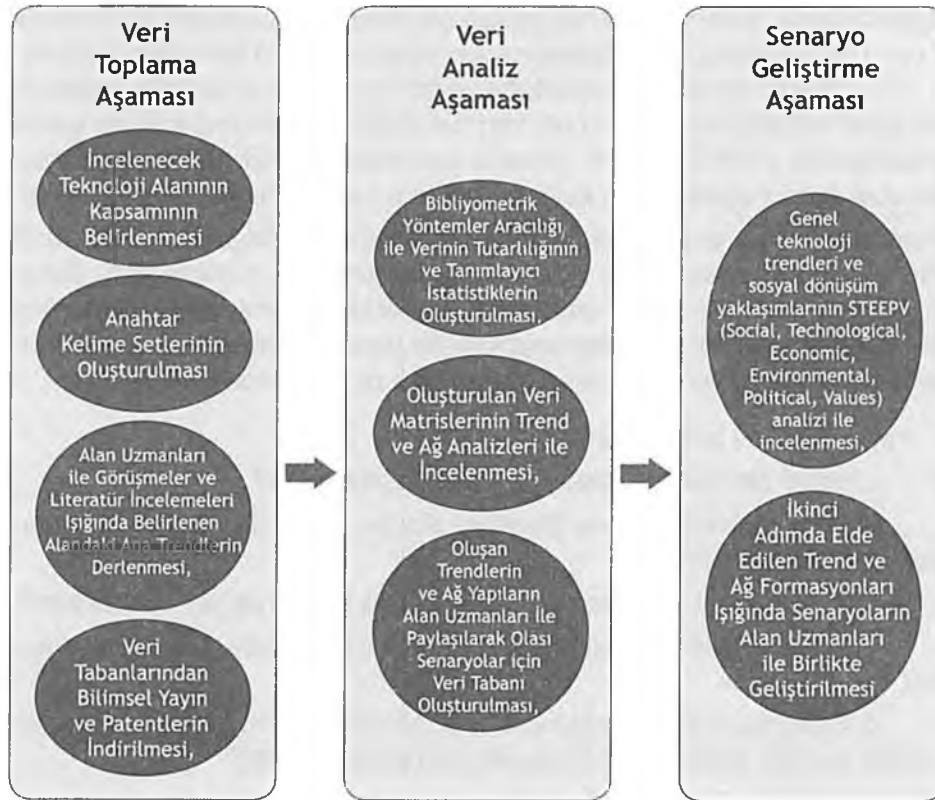 Veri
Toplama
Aşaması
İncelenecek
Teknoloji Alanının
Kapsamının
Belirlenmesi
Anahtar
Kelime Setlerinin
Oluşturulması
Alan Uzmanları
ile Görüşmeler ve
Literatür İncelemeleri
Işığında Belirlenen
Alandaki Ana Trendlerin
Derlenmesi,
Veri
Tabanlarından
Bilimsel Yayın
ve Patentlerin
İndirilmesi,
Veri
Analiz
Aşaması
Bibliyometrik
Yöntemler Aracılığı
ile Verinin Tutarlılığının
ve Tanımlayıcı
İstatistiklerin
Oluşturulması,
Oluşturulan Veri
Matrislerinin Trend
ve Ağ Analizleri ile
İncelenmesi,
Oluşan
Trendlerin
ve Ağ Yapıların
Alan Uzmanları İle
Paylaşılarak Olası
Senaryolar için
Veri Tabanı
Oluşturulması,
Senaryo
Geliştirme
Aşaması
Genel
teknoloji
trendleri ve
sosyal dönüşüm
yaklaşımlarının STEEPV
(Social, Technological,
Economic,
Environmental,
Political, Values)
analizi ile
incelenmesi,
İkinci
Adımda Elde
Edilen Trend ve
Ağ Formasyonları
Işığında Senaryoların
Alan Uzmanları
ile Birlikte
Geliştirilmesi